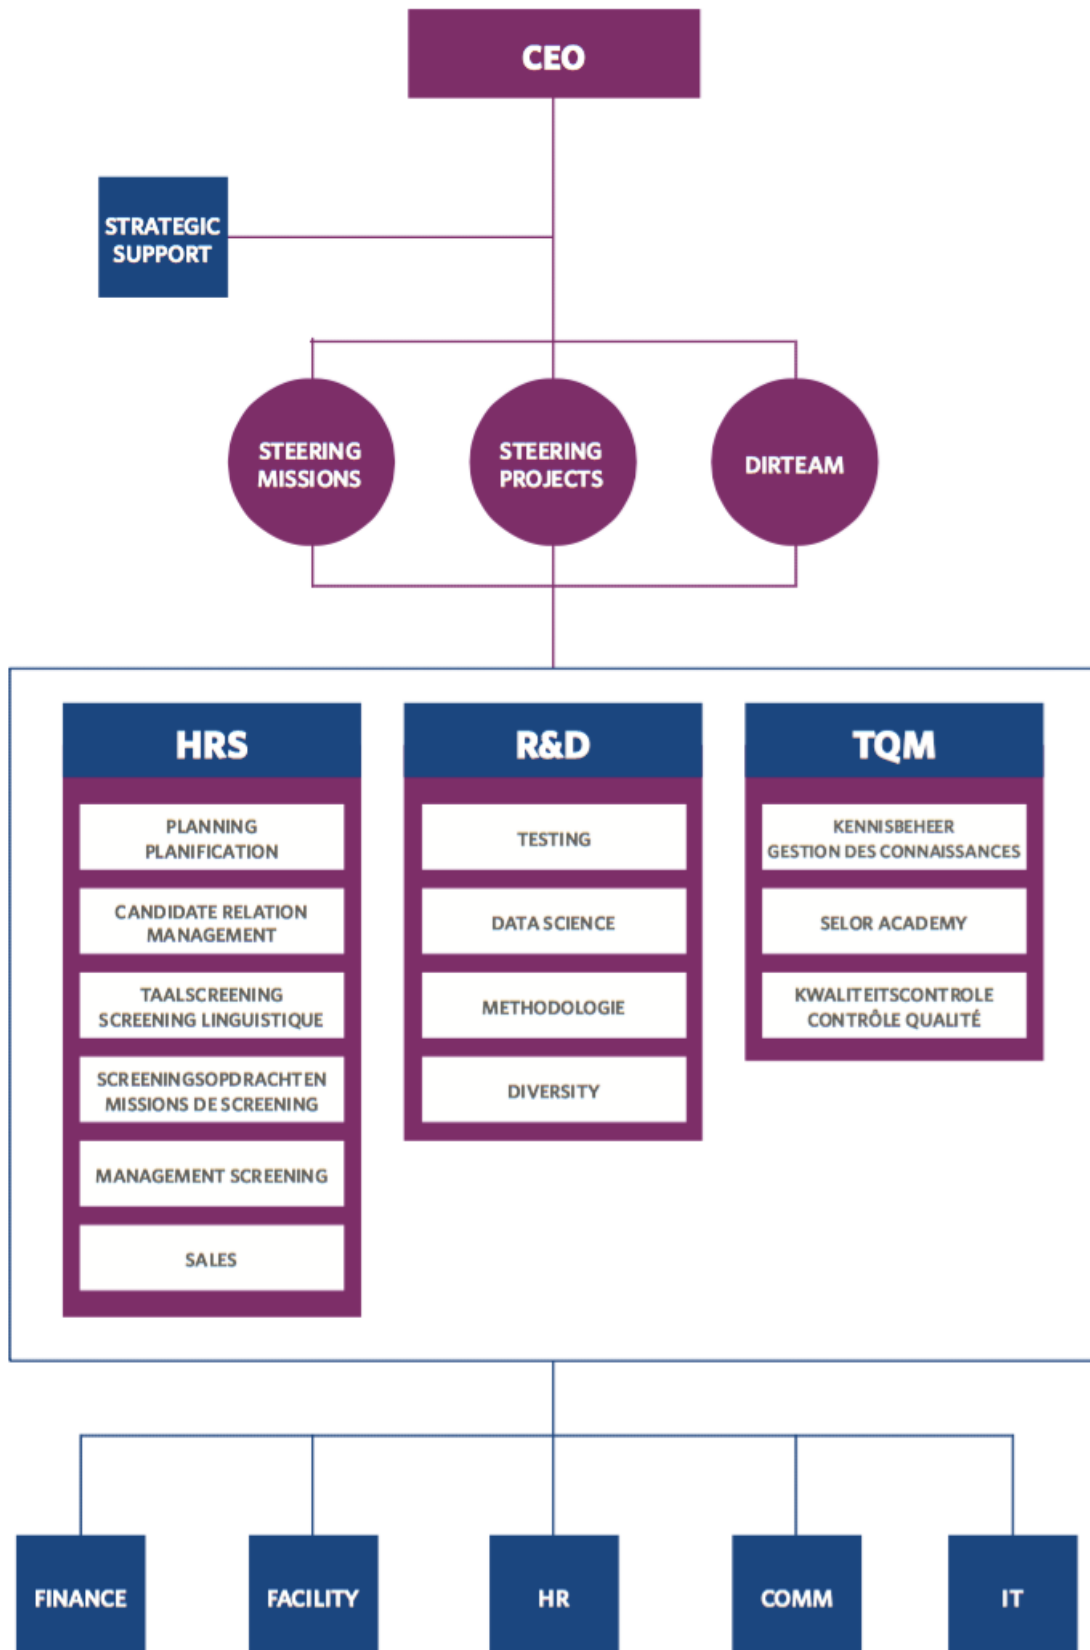 CEO
STRATEGIC
SUPPORT
STEERING
MISSIONS
STEERING
PROJECTS
DIRTEAM
HRS
PLANNING
PLANIFICATION
CANDIDATE RELATION
MANAGEMENT
TAALSCREENING
SCREENING LINGUISTIQUE
SCREENINGSOPDRACHTEN
MISSIONS DE SCREENING
MANAGEMENT SCREENING
SALES
R&D
TESTING
DATA SCIENCE
METHODOLOGIE
DIVERSITY
TQM
KENNISBEHEER
GESTION DES CONNAISSANCES
SELOR ACADEMY
KWALITEITSCONTROLE
CONTRÔLE QUALITÉ
FINANCE
FACILITY
HR
COMM
IT